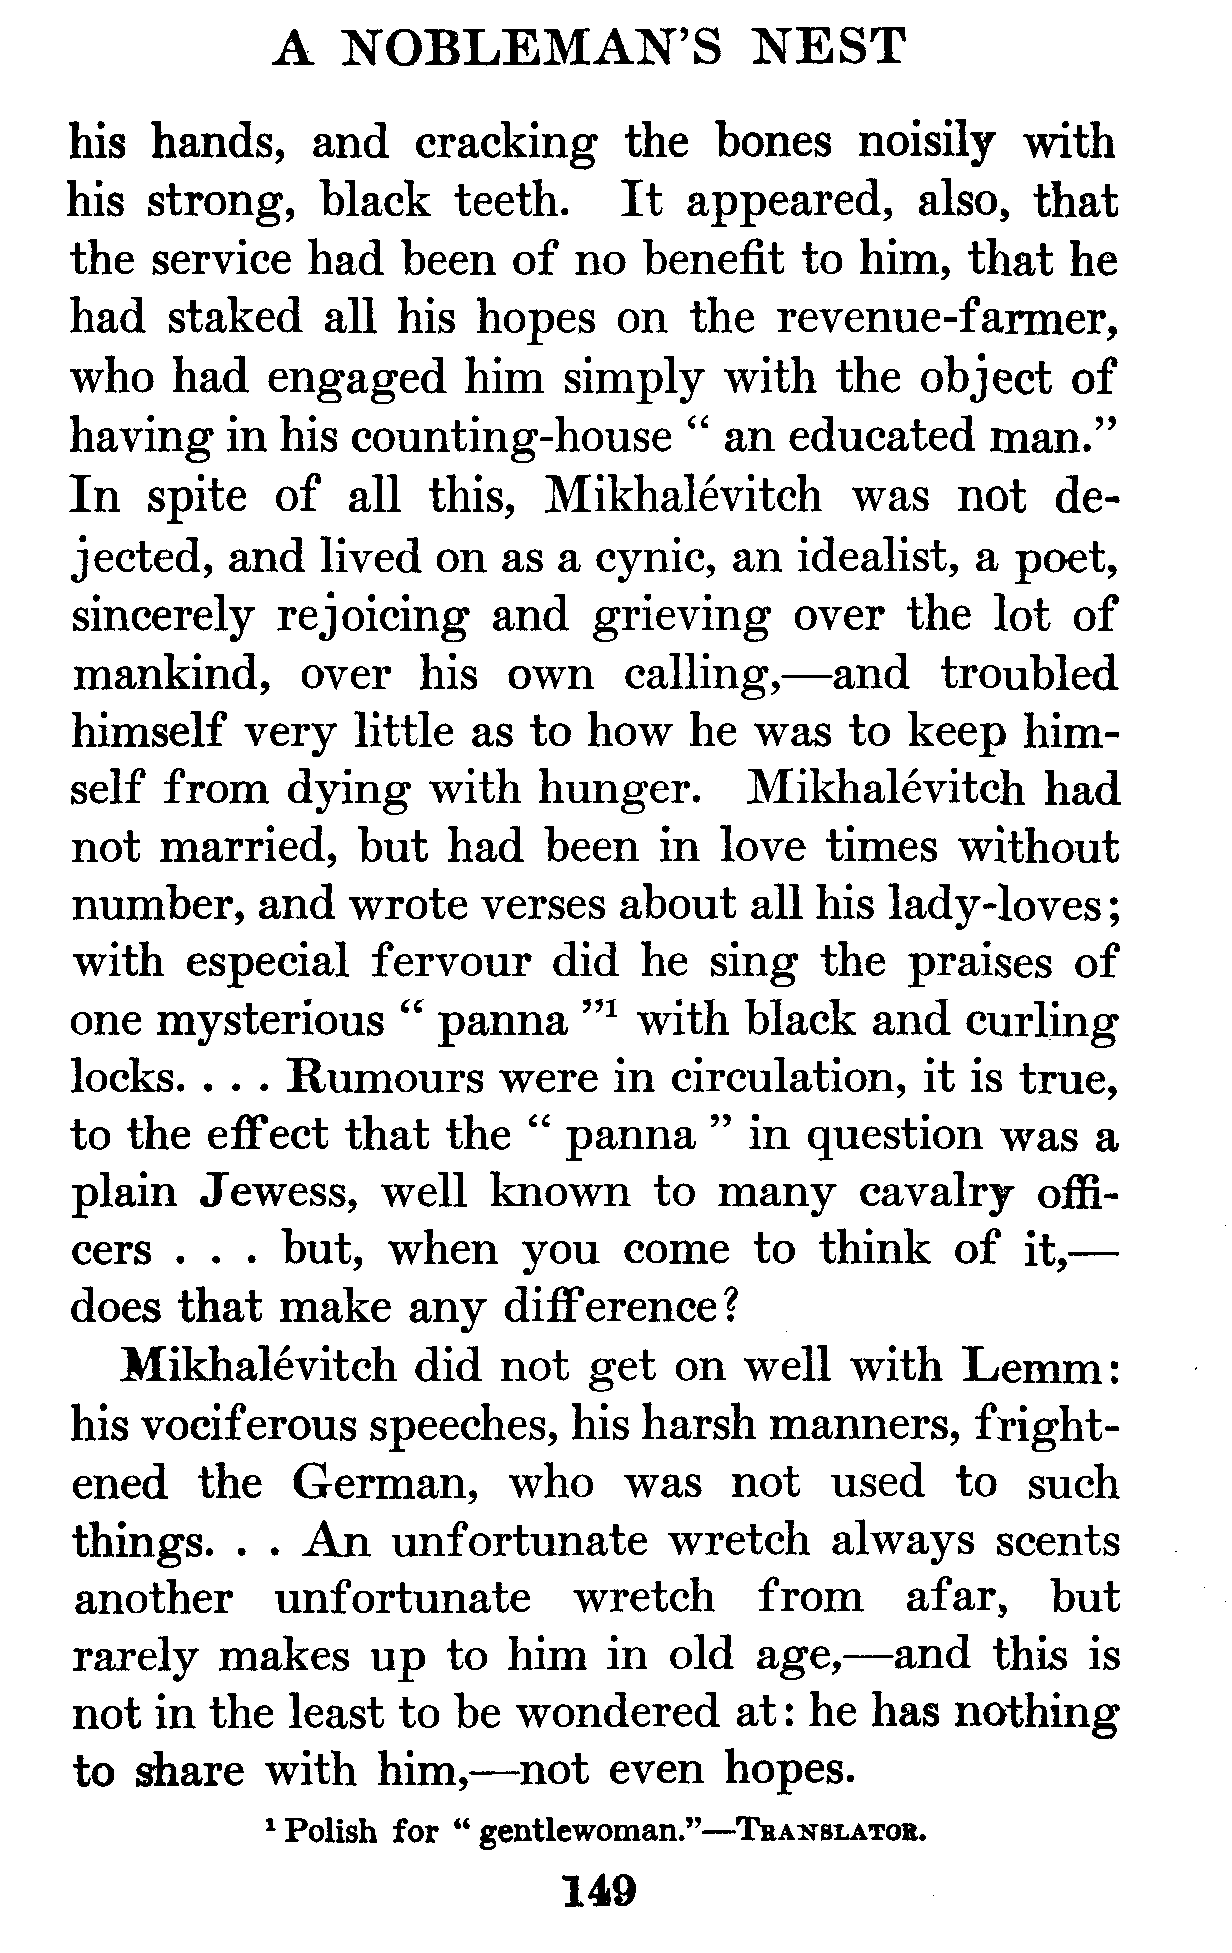 A NOBLEMAN'S NEST
his hands, and cracking the bones noisily with
his strong, black teeth. It appeared, also, that
the service had been of no benefit to him, that he
had staked all his hopes on the revenue-farmer,
who had engaged him simply with the object of
having in his counting-house “ an educated man.”
In spite of all this, Mikhalévitch was not de-
jected, and lived on as a cynic, an idealist, a poet,
sincerely rejoicing and grieving over the lot of
mankind, over his own calling,—and troubled
himself very little as to how he was to keep him-
self from dying with hunger. Mikhalévitch had
not married, but had been in love times without
number, and wrote verses about all his lady-loves;
with especial fervour did he sing the praises of
one mysterious “ panna ”¹ with black and curling
locks. . . . Rumours were in circulation, it is true,
to the effect that the “ panna ” in question was a
plain Jewess, well known to many cavalry offi-
cers . . . but, when you come to think of it,—
does that make any difference?
Mikhalévitch did not get on well with Lemm:
his vociferous speeches, his harsh manners, fright-
ened the German, who was not used to such
things. . . An unfortunate wretch always scents
another unfortunate wretch from afar, but
rarely makes up to him in old age,—and this is
not in the least to be wondered at: he has nothing
to share with him,—not even hopes.
¹ Polish for “ gentlewoman.”—TRANSLATOR.
149